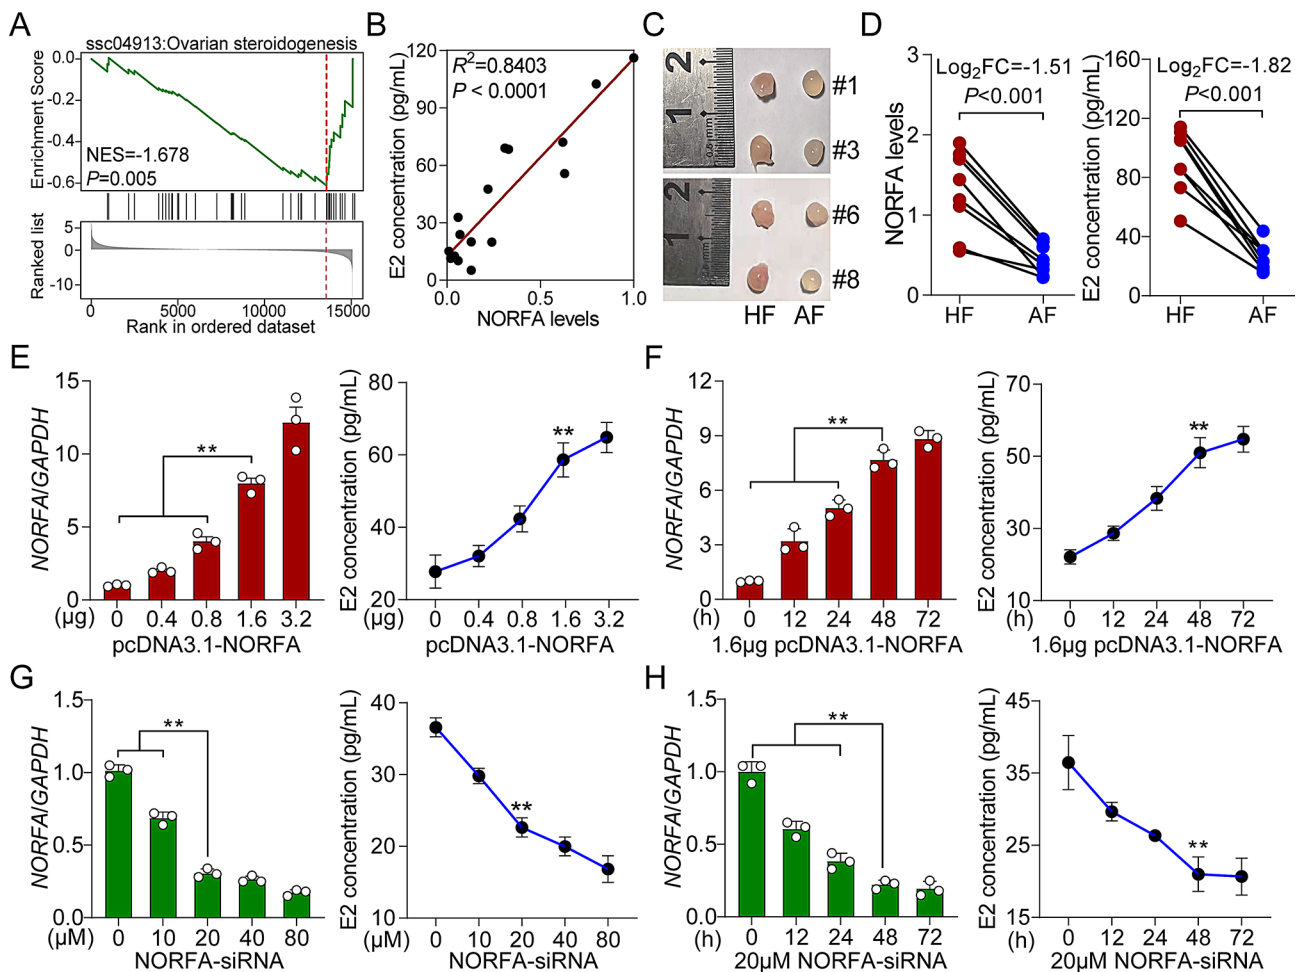 A
ssc04913:Ovarian steroidogenesis
Enrichment Score
0.0
-0.2
-0.4
-0.6
NES=-1.678
P=0.005
Ranked list
5
0
-10
0 5000 10000 15000
Rank in ordered dataset
B
E2 concentration (pg/mL)
120
90
60
30
0
R2=0.8403
P < 0.0001
0.0 0.5 1.0
NORFA levels
C
2
1
0.5mm
#1
#3
2
1
#6
#8
HF AF
D
NORFA levels
3
2
1
0
Log2FC=-1.51
P<0.001
HF AF
E2 concentration (pg/mL)
160
120
80
40
0
Log2FC=-1.82
P<0.001
HF AF
E
NORFA/GAPDH
15
10
5
0
**
(μg) 0 0.4 0.8 1.6 3.2
pcDNA3.1-NORFA
E2 concentration (pg/mL)
80
60
40
20
**
(μg) 0 0.4 0.8 1.6 3.2
pcDNA3.1-NORFA
F
NORFA/GAPDH
12
9
6
3
0
**
(h) 0 12 24 48 72
1.6μg pcDNA3.1-NORFA
E2 concentration (pg/mL)
70
50
30
10
**
(h) 0 12 24 48 72
1.6μg pcDNA3.1-NORFA
G
NORFA/GAPDH
1.5
1.0
0.5
0.0
**
(μM) 0 10 20 40 80
NORFA-siRNA
E2 concentration (pg/mL)
40
30
20
10
**
(μM) 0 10 20 40 80
NORFA-siRNA
H
NORFA/GAPDH
1.5
1.0
0.5
0.0
**
(h) 0 12 24 48 72
20μM NORFA-siRNA
E2 concentration (pg/mL)
45
35
25
15
**
(h) 0 12 24 48 72
20μM NORFA-siRNA